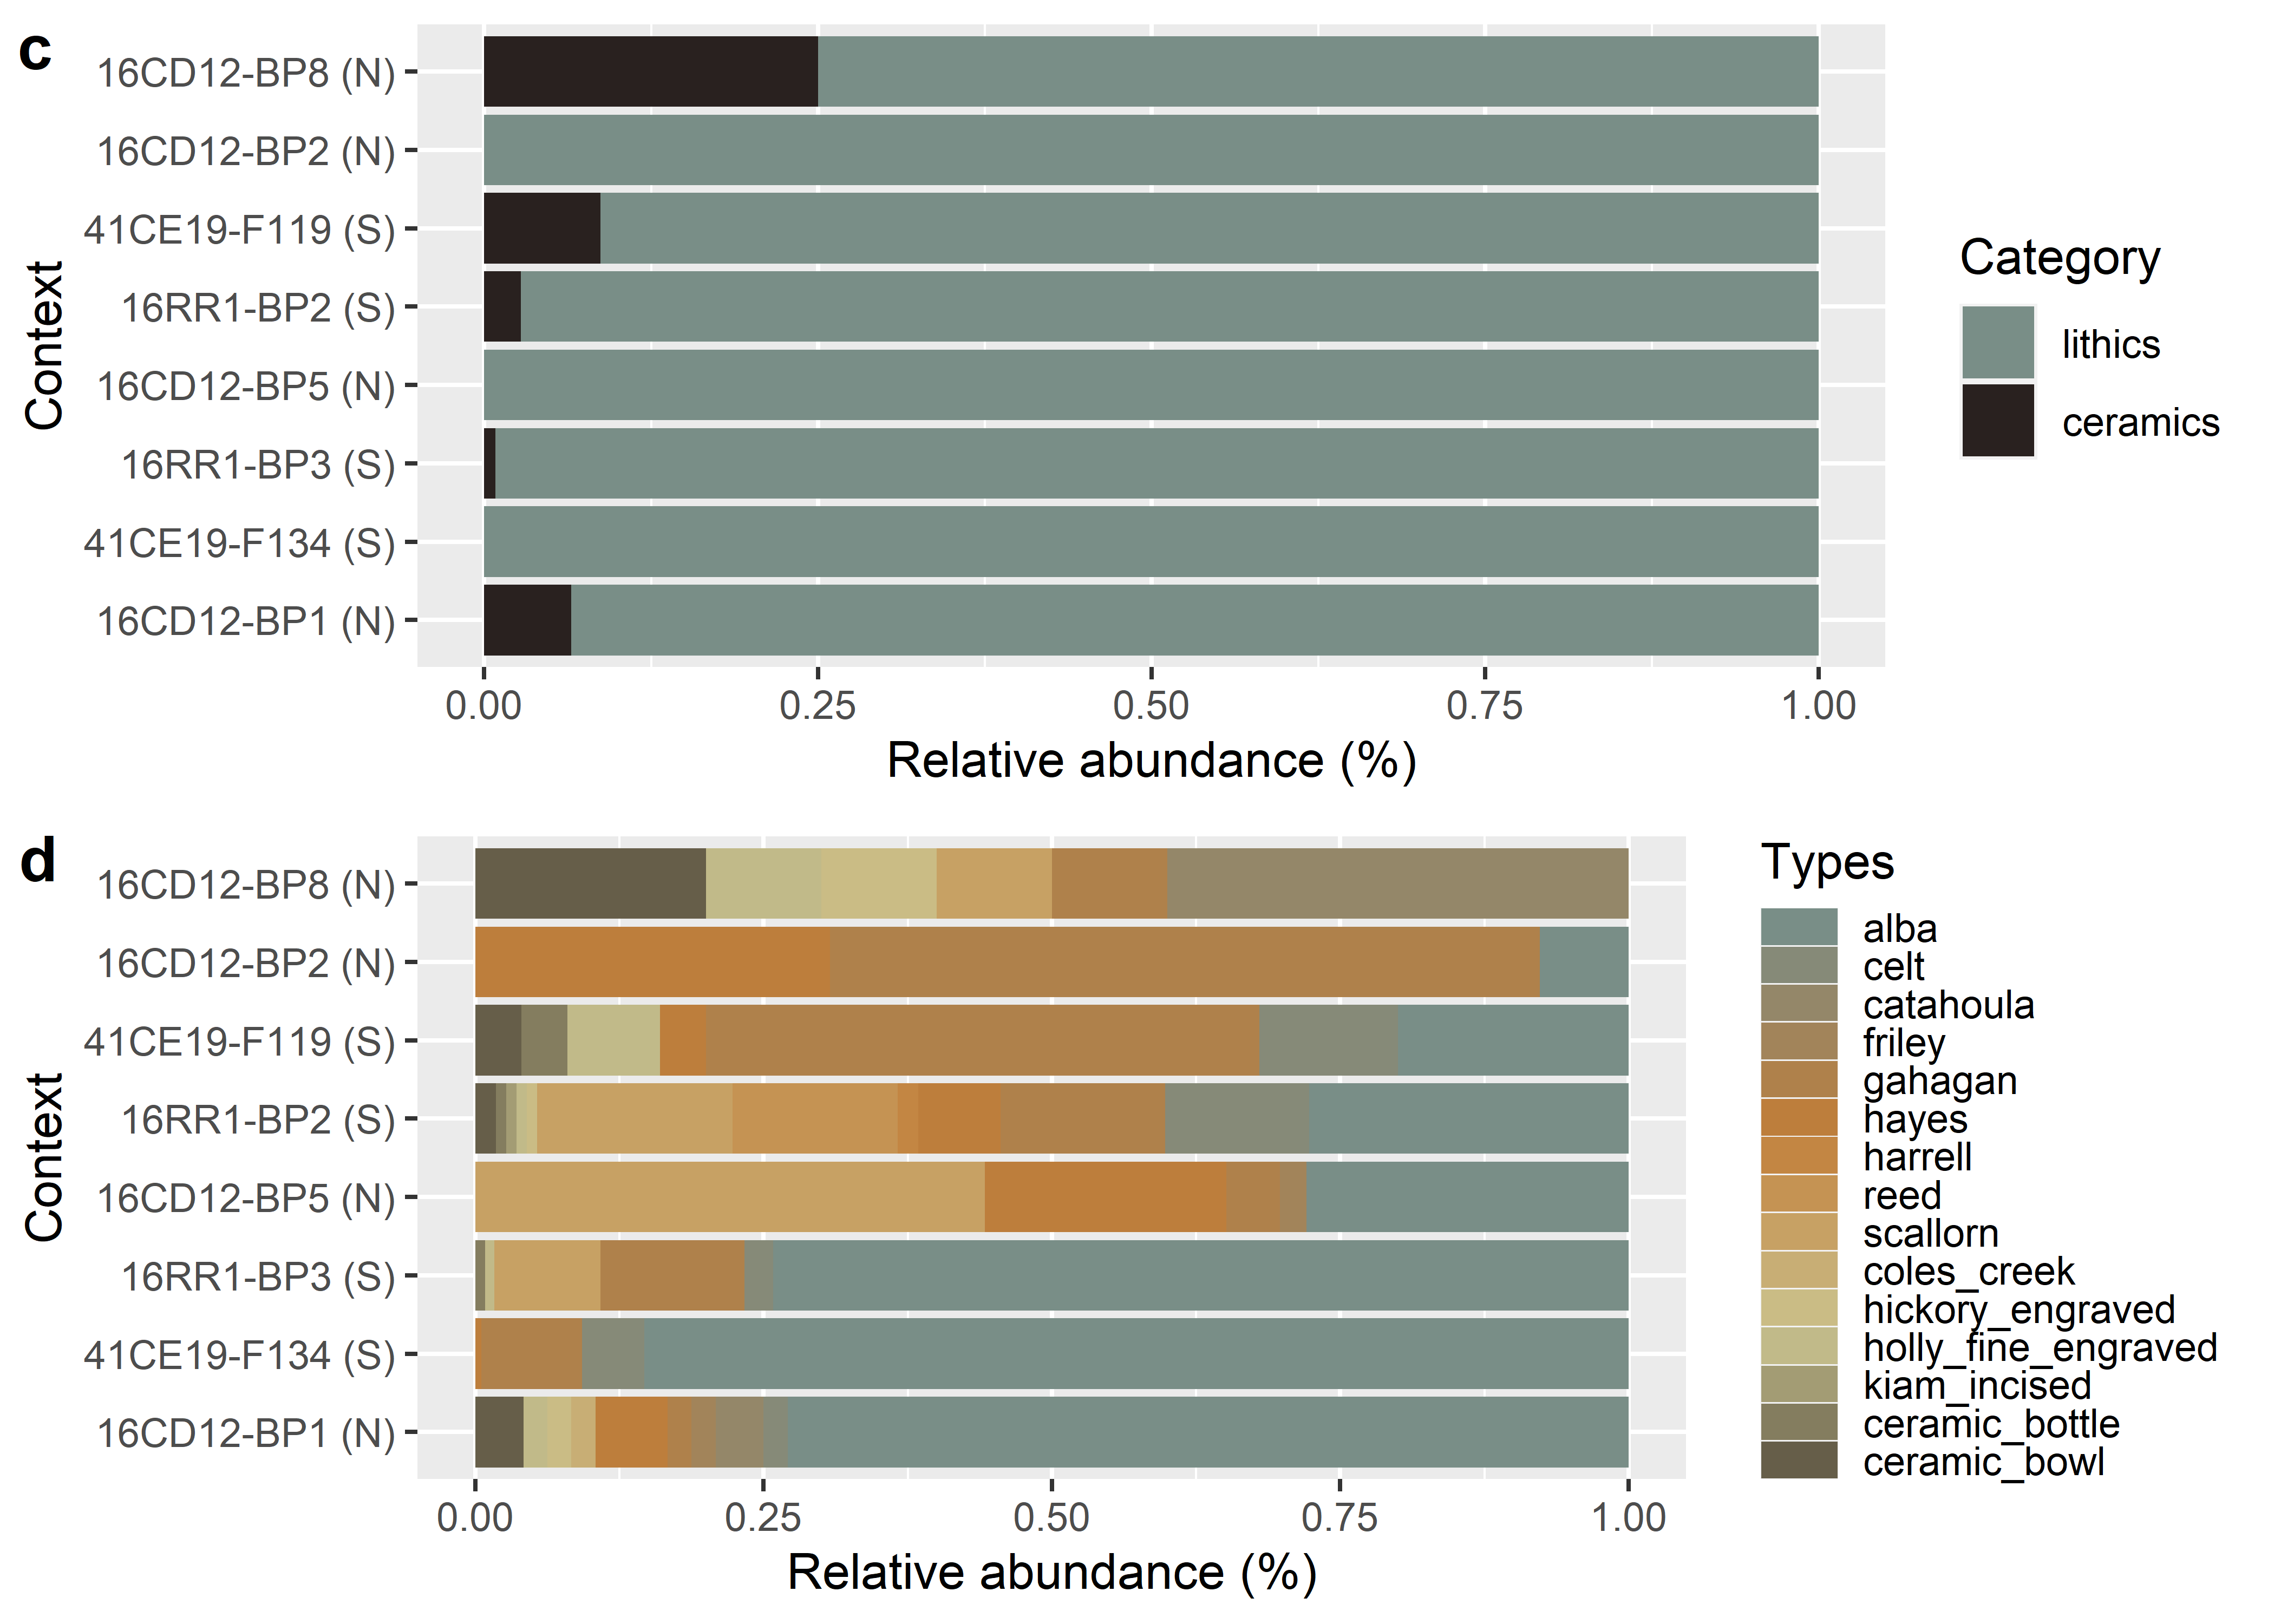 c
16CD12-BP8 (N)
16CD12-BP2 (N)
41CE19-F119 (S)
16RR1-BP2 (S)
16CD12-BP5 (N)
16RR1-BP3 (S)
41CE19-F134 (S)
16CD12-BP1 (N)
Context
0.00 0.25 0.50 0.75 1.00
Relative abundance (%)
Category
lithics
ceramics
d
16CD12-BP8 (N)
16CD12-BP2 (N)
41CE19-F119 (S)
16RR1-BP2 (S)
16CD12-BP5 (N)
16RR1-BP3 (S)
41CE19-F134 (S)
16CD12-BP1 (N)
Context
0.00 0.25 0.50 0.75 1.00
Relative abundance (%)
Types
alba
celt
catahoula
friley
gahagan
hayes
harrell
reed
scallorn
coles_creek
hickory_engraved
holly_fine_engraved
kiam_incised
ceramic_bottle
ceramic_bowl